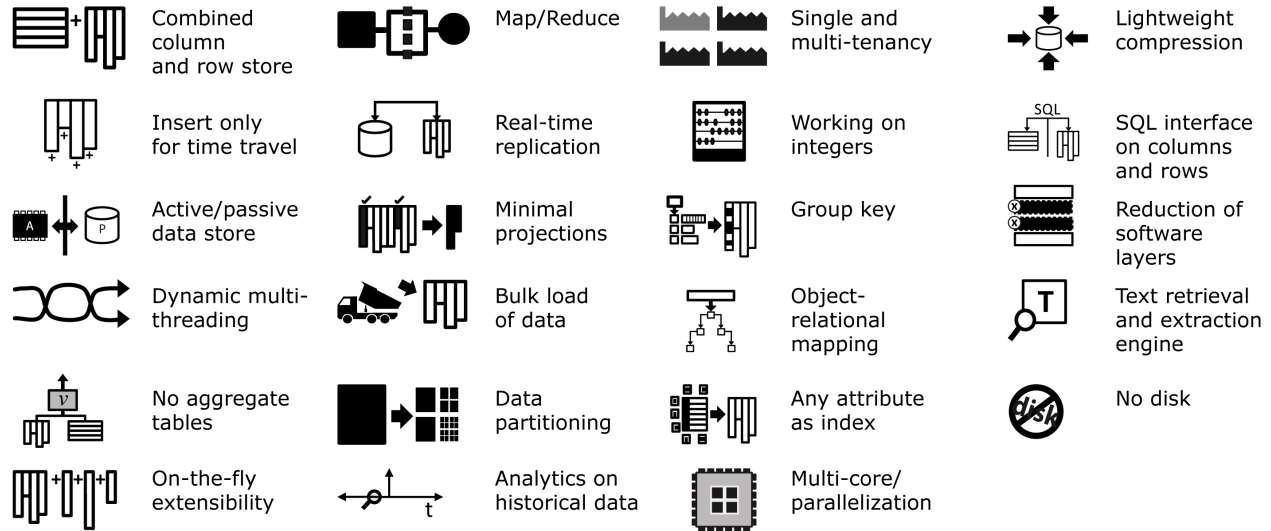 Combined
column
and row store
Map/Reduce
Single and
multi-tenancy
Lightweight
compression
Insert only
for time travel
Real-time
replication
Working on
integers
SQL
SQL interface
on columns
and rows
A
P
Active/passive
data store
Minimal
projections
Group key
x
x
Reduction of
software
layers
Dynamic multi-
threading
Bulk load
of data
Object-
relational
mapping
T
Text retrieval
and extraction
engine
v
No aggregate
tables
Data
partitioning
Any attribute
as index
disk
No disk
On-the-fly
extensibility
t
Analytics on
historical data
Multi-core/
parallelization